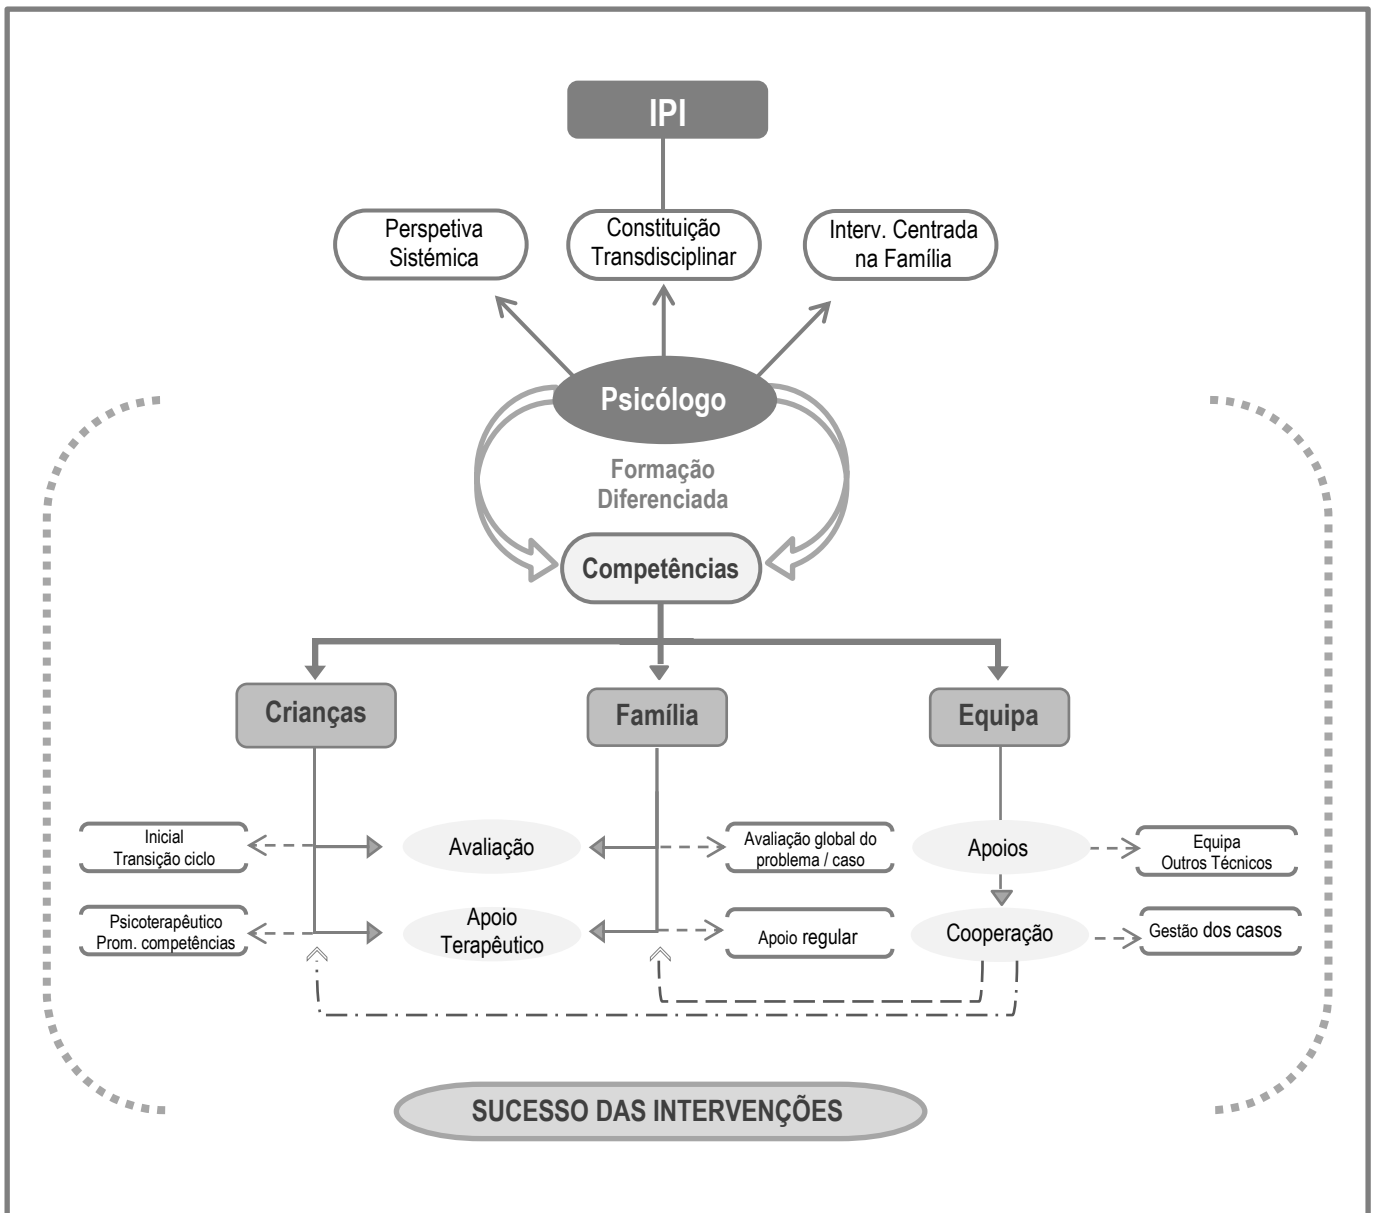 IPI
Perspetiva
Sistémica
Constituição
Transdisciplinar
Interv. Centrada
na Família
Psicólogo
Formação
Diferenciada
Competências
Crianças
Família
Equipa
Inicial
Transição ciclo
Avaliação
Avaliação global do
problema / caso
Apoios
Equipa
Outros Técnicos
Psicoterapêutico
Prom. competências
Apoio
Terapêutico
Apoio regular
Cooperação
Gestão dos casos
SUCESSO DAS INTERVENÇÕES